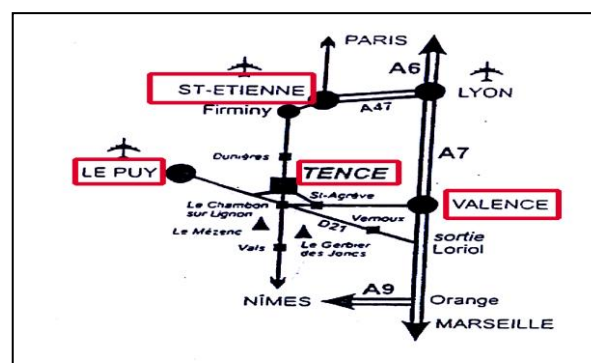 PARIS
A6
ST-ETIENNE
LYON
A47
Firminy
A7
Dunières
LE PUY
TENCE
St-Agrève
Le Chambon
sur Lignon
VALENCE
D21
Vernoux
Le Mézenc
sortie
Loriol
Vals
Le Gerbier
des Joncs
A9
NÎMES
Orange
MARSEILLE